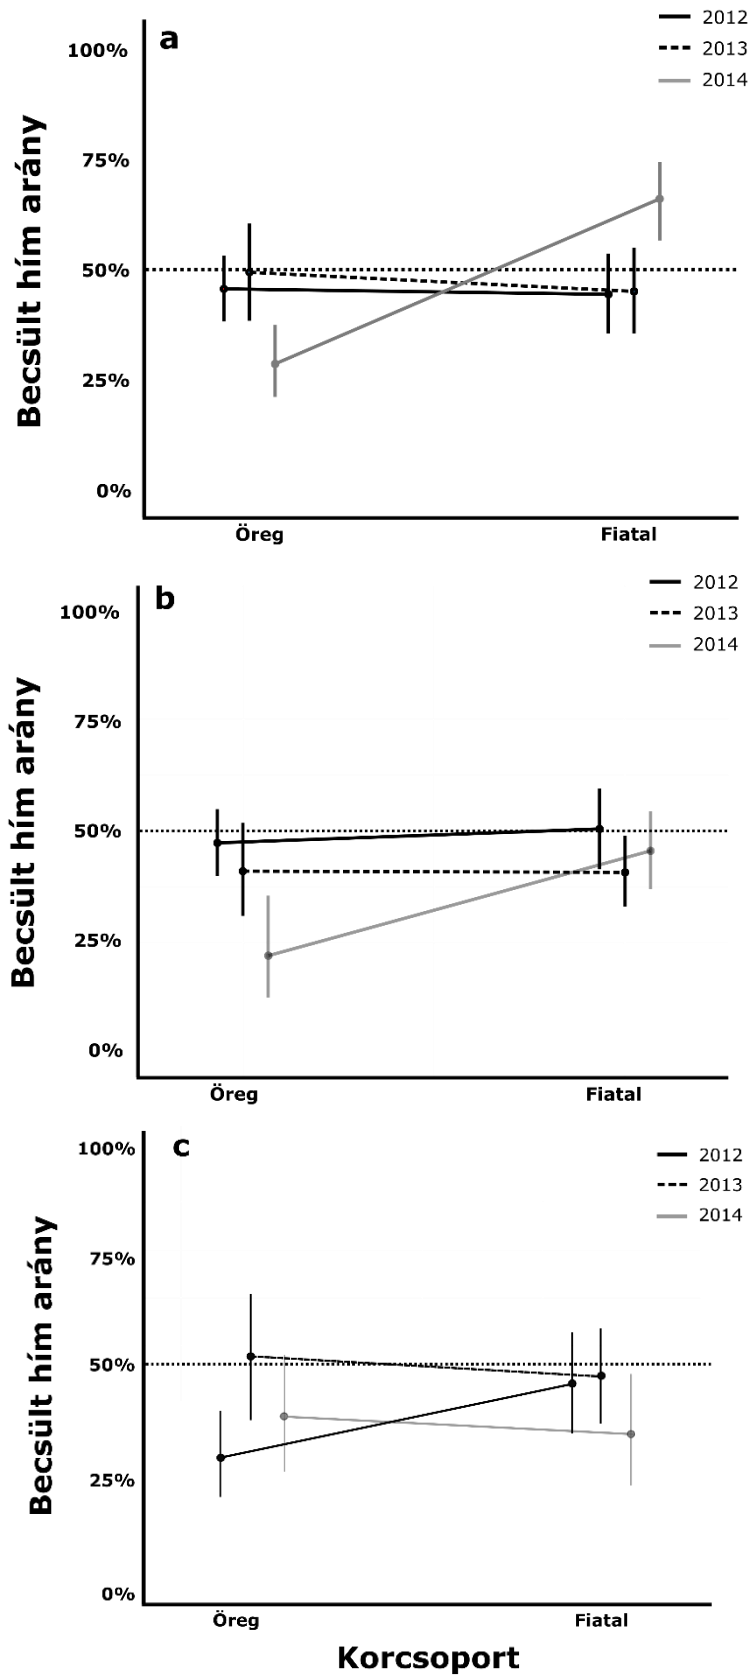 a
2012
2013
2014
100%
75%
50%
25%
0%
Becsült hím arány
Öreg
Fiatal
b
2012
2013
2014
100%
75%
50%
25%
0%
Becsült hím arány
Öreg
Fiatal
c
2012
2013
2014
100%
75%
50%
25%
0%
Becsült hím arány
Öreg
Fiatal
Korcsoport